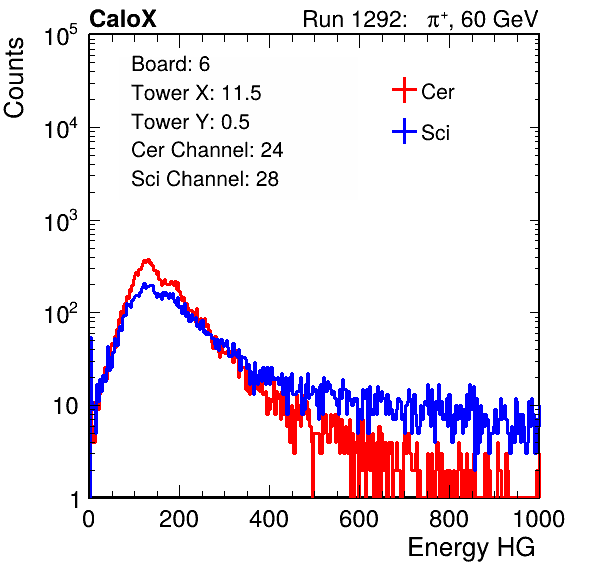 CaloX Run 1292: π⁺, 60 GeV
Counts
Board: 6
Tower X: 11.5
Tower Y: 0.5
Cer Channel: 24
Sci Channel: 28
Cer
Sci
10⁵
10⁴
10³
10²
10
1
0 200 400 600 800 1000
Energy HG